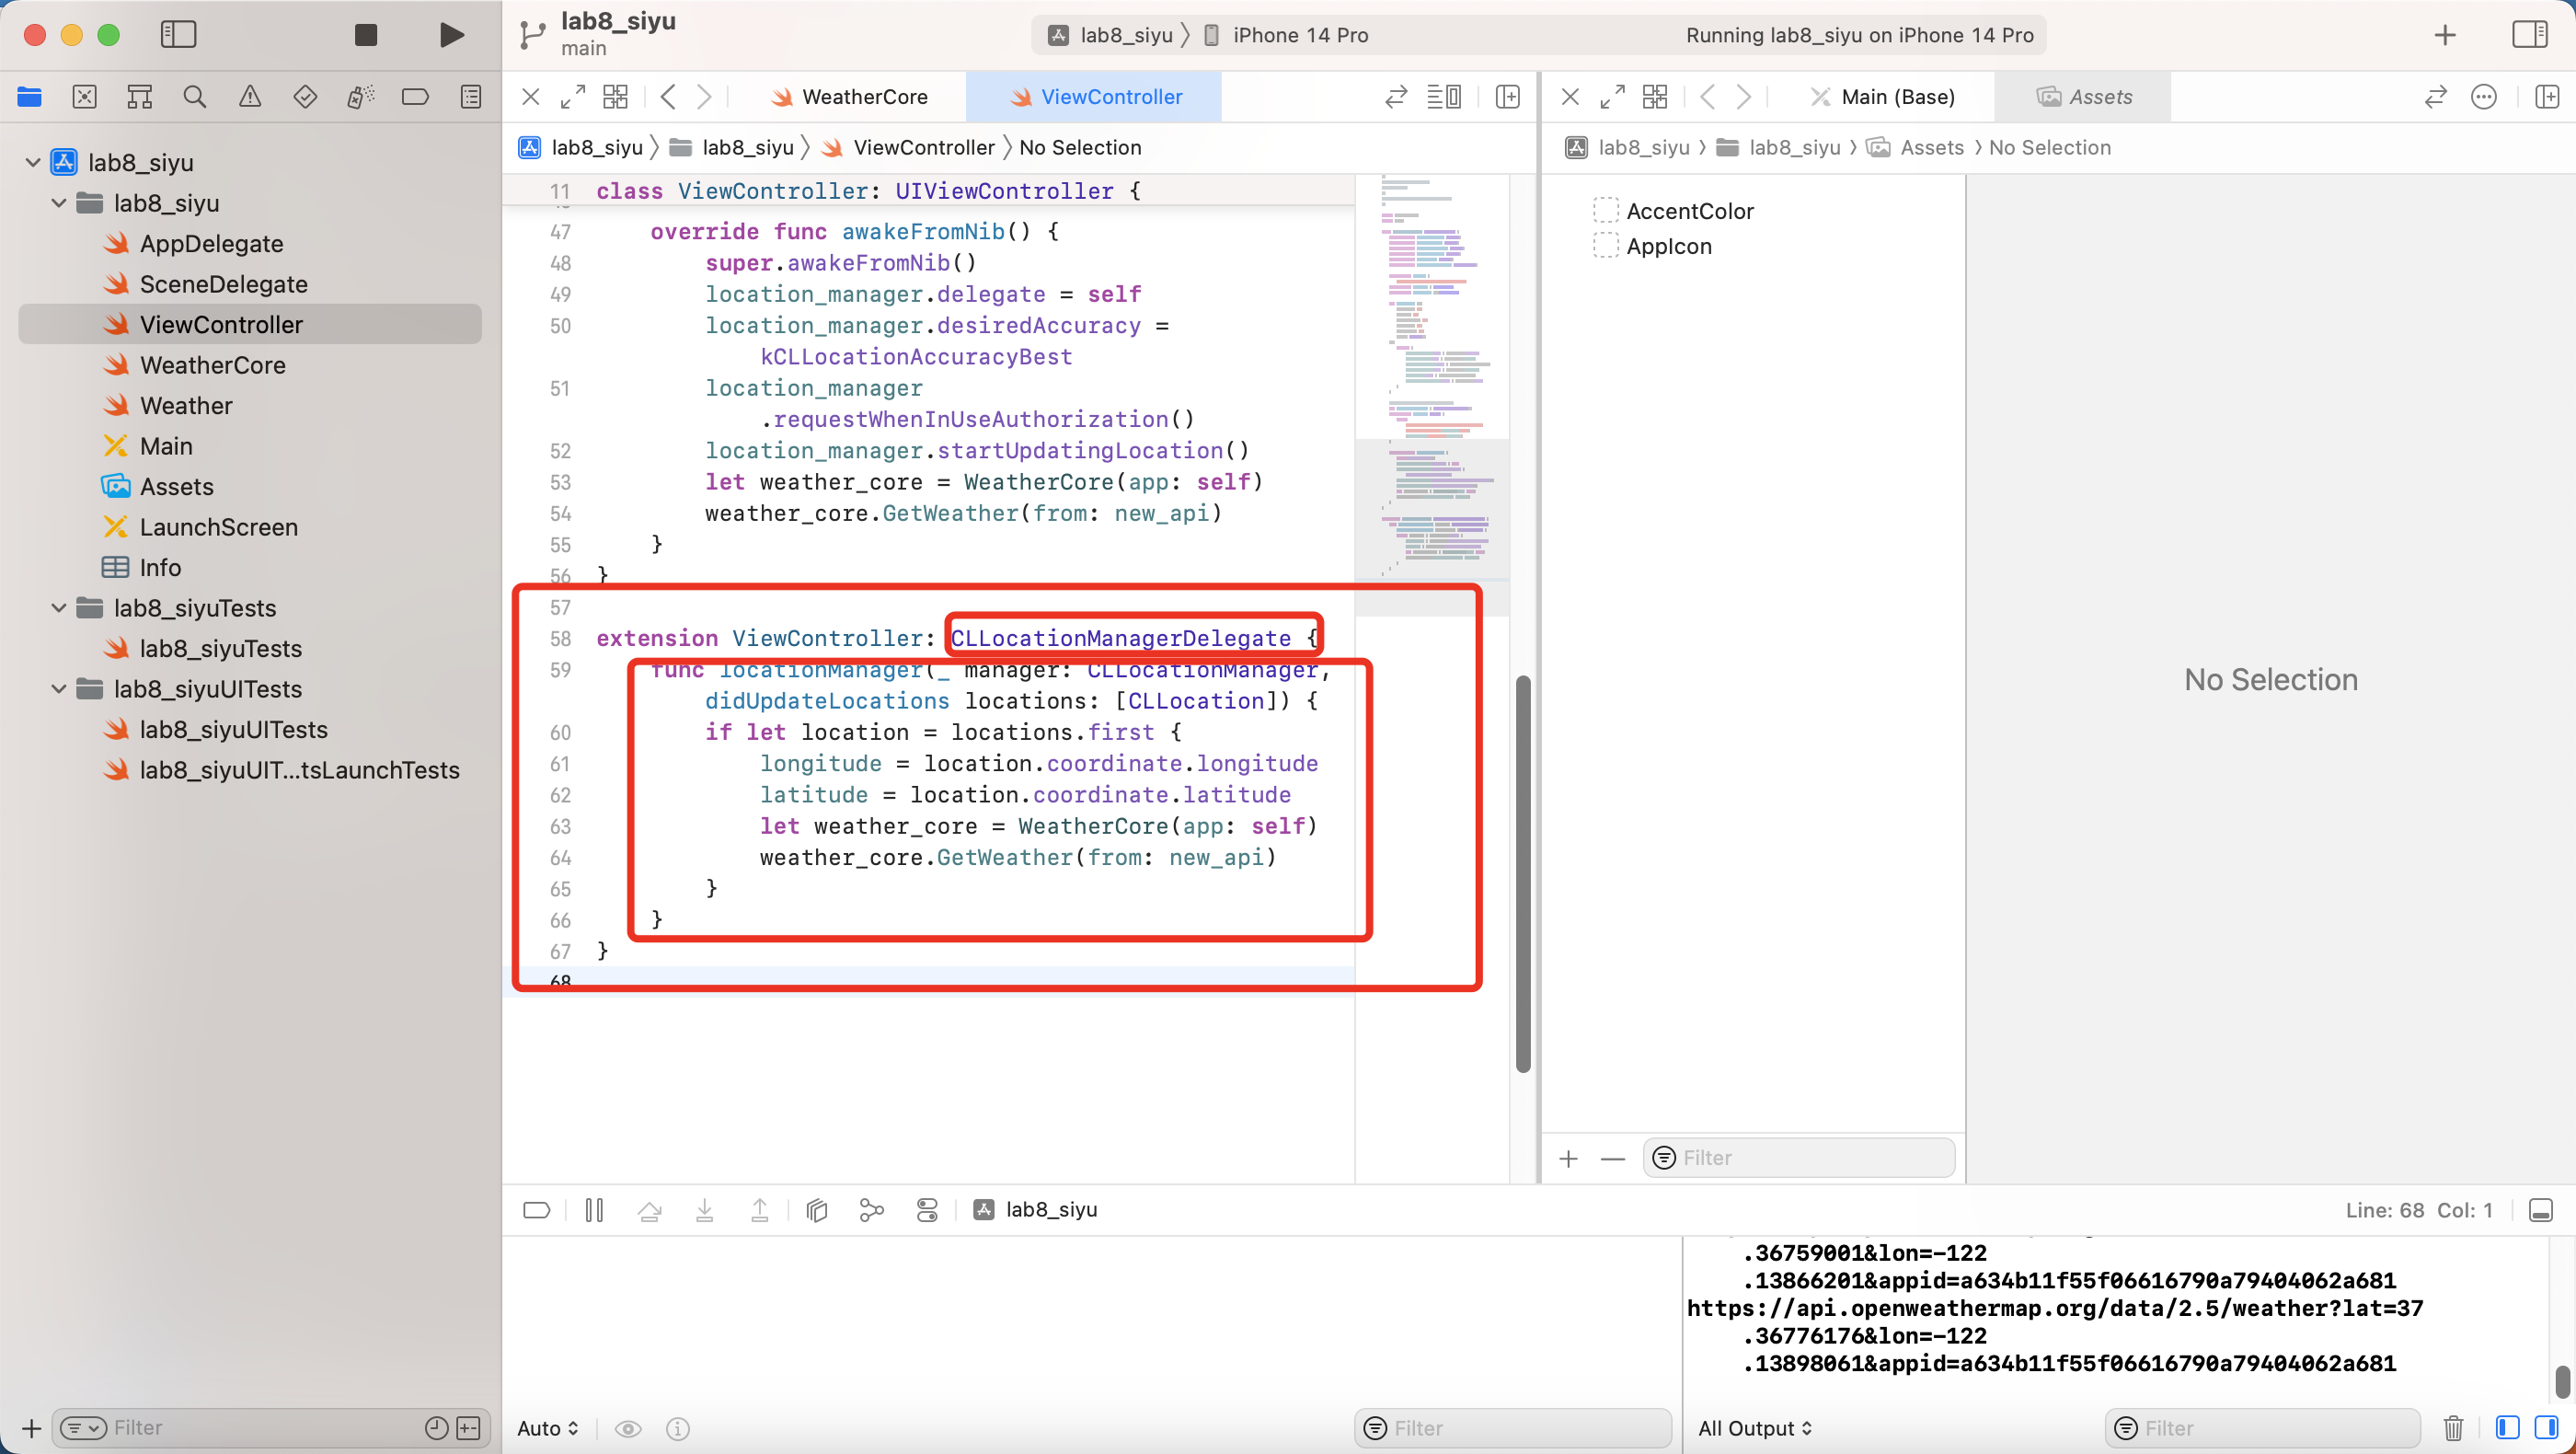 lab8_siyu
main
lab8_siyu
iPhone 14 Pro
Running lab8_siyu on iPhone 14 Pro
WeatherCore
ViewController
Main (Base)
Assets
lab8_siyu
lab8_siyu
ViewController
No Selection
lab8_siyu
lab8_siyu
Assets
No Selection
lab8_siyu
lab8_siyu
AppDelegate
SceneDelegate
ViewController
WeatherCore
Weather
Main
Assets
LaunchScreen
Info
lab8_siyuTests
lab8_siyuTests
lab8_siyuUITests
lab8_siyuUITests
lab8_siyuUIT...tsLaunchTests
Filter
11 class ViewController: UIViewController {
47 override func awakeFromNib() {
48 super.awakeFromNib()
49 location_manager.delegate = self
50 location_manager.desiredAccuracy =
kCLLocationAccuracyBest
51 location_manager
.requestWhenInUseAuthorization()
52 location_manager.startUpdatingLocation()
53 let weather_core = WeatherCore(app: self)
54 weather_core.GetWeather(from: new_api)
55 }
56 }
57
58 extension ViewController: CLLocationManagerDelegate {
59 func locationManager(_ manager: CLLocationManager,
didUpdateLocations locations: [CLLocation]) {
60 if let location = locations.first {
61 longitude = location.coordinate.longitude
62 latitude = location.coordinate.latitude
63 let weather_core = WeatherCore(app: self)
64 weather_core.GetWeather(from: new_api)
65 }
66 }
67 }
68
AccentColor
AppIcon
No Selection
Filter
lab8_siyu
Line: 68 Col: 1
.36759001&lon=-122
.13866201&appid=a634b11f55f06616790a79404062a681
https://api.openweathermap.org/data/2.5/weather?lat=37
.36776176&lon=-122
.13898061&appid=a634b11f55f06616790a79404062a681
Auto
Filter
All Output
Filter